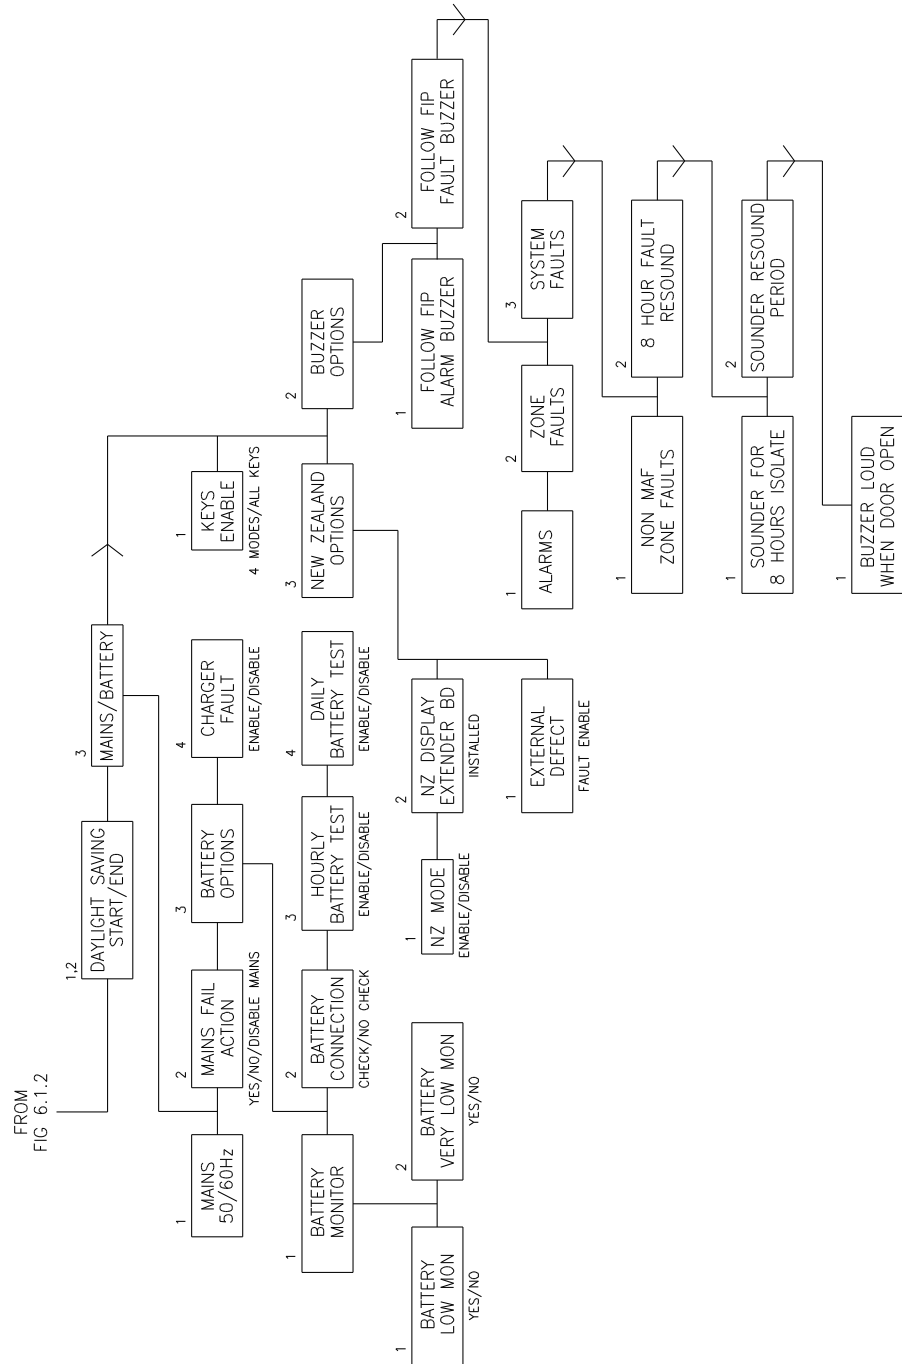 FROM
FIG 6.1.2
1,2
DAYLIGHT SAVING
START/END
3
MAINS/BATTERY
1
MAINS
50/60Hz
2
MAINS FAIL
ACTION
YES/NO/DISABLE MAINS
3
BATTERY
OPTIONS
4
CHARGER
FAULT
ENABLE/DISABLE
1
KEYS
ENABLE
4 MODES/ALL KEYS
1
BATTERY
MONITOR
2
BATTERY
CONNECTION
CHECK/NO CHECK
3
HOURLY
BATTERY TEST
ENABLE/DISABLE
4
DAILY
BATTERY TEST
ENABLE/DISABLE
3
NEW ZEALAND
OPTIONS
2
BUZZER
OPTIONS
1
BATTERY
LOW MON
YES/NO
2
BATTERY
VERY LOW MON
YES/NO
1
NZ MODE
ENABLE/DISABLE
2
NZ DISPLAY
EXTENDER BD
INSTALLED
1
FOLLOW FIP
ALARM BUZZER
2
FOLLOW FIP
FAULT BUZZER
1
EXTERNAL
DEFECT
FAULT ENABLE
1
ALARMS
2
ZONE
FAULTS
3
SYSTEM
FAULTS
1
NON MAF
ZONE FAULTS
2
8 HOUR FAULT
RESOUND
1
SOUNDER FOR
8 HOURS ISOLATE
2
SOUNDER RESOUND
PERIOD
1
BUZZER LOUD
WHEN DOOR OPEN